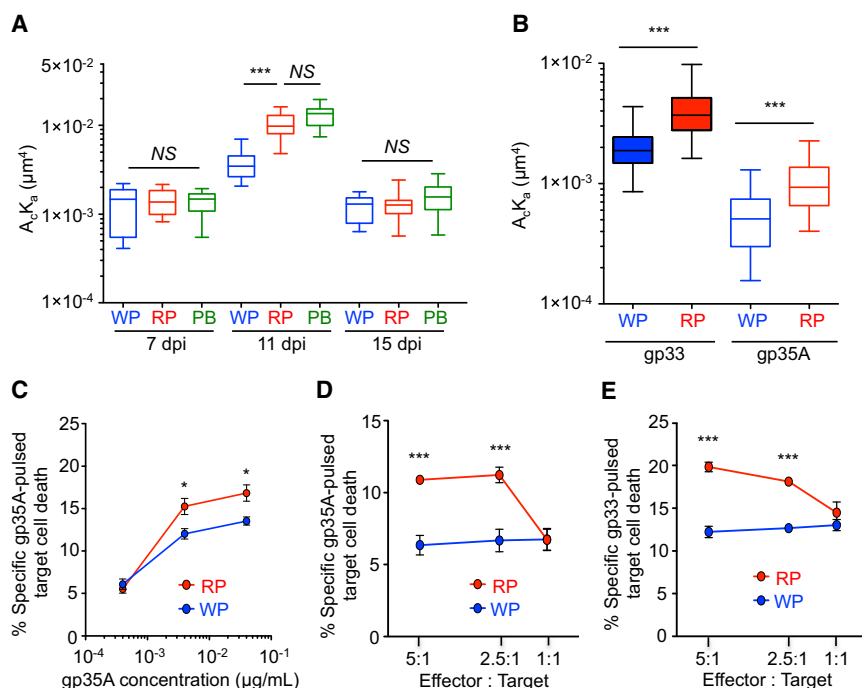 A
5×10⁻²
1×10⁻²
1×10⁻³
1×10⁻⁴
AcKa (μm⁴)
NS
***
NS
NS
WP RP PB WP RP PB WP RP PB
7 dpi 11 dpi 15 dpi
B
1×10⁻²
1×10⁻³
1×10⁻⁴
AcKa (μm⁴)
***
***
WP RP WP RP
gp33 gp35A
C
% Specific gp35A-pulsed
target cell death
25
20
15
10
5
0
* *
RP
WP
10⁻⁴ 10⁻³ 10⁻² 10⁻¹
gp35A concentration (μg/mL)
D
% Specific gp35A-pulsed
target cell death
15
10
5
0
*** ***
RP
WP
5:1 2.5:1 1:1
Effector : Target
E
% Specific gp33-pulsed
target cell death
25
20
15
10
5
0
*** ***
RP
WP
5:1 2.5:1 1:1
Effector : Target